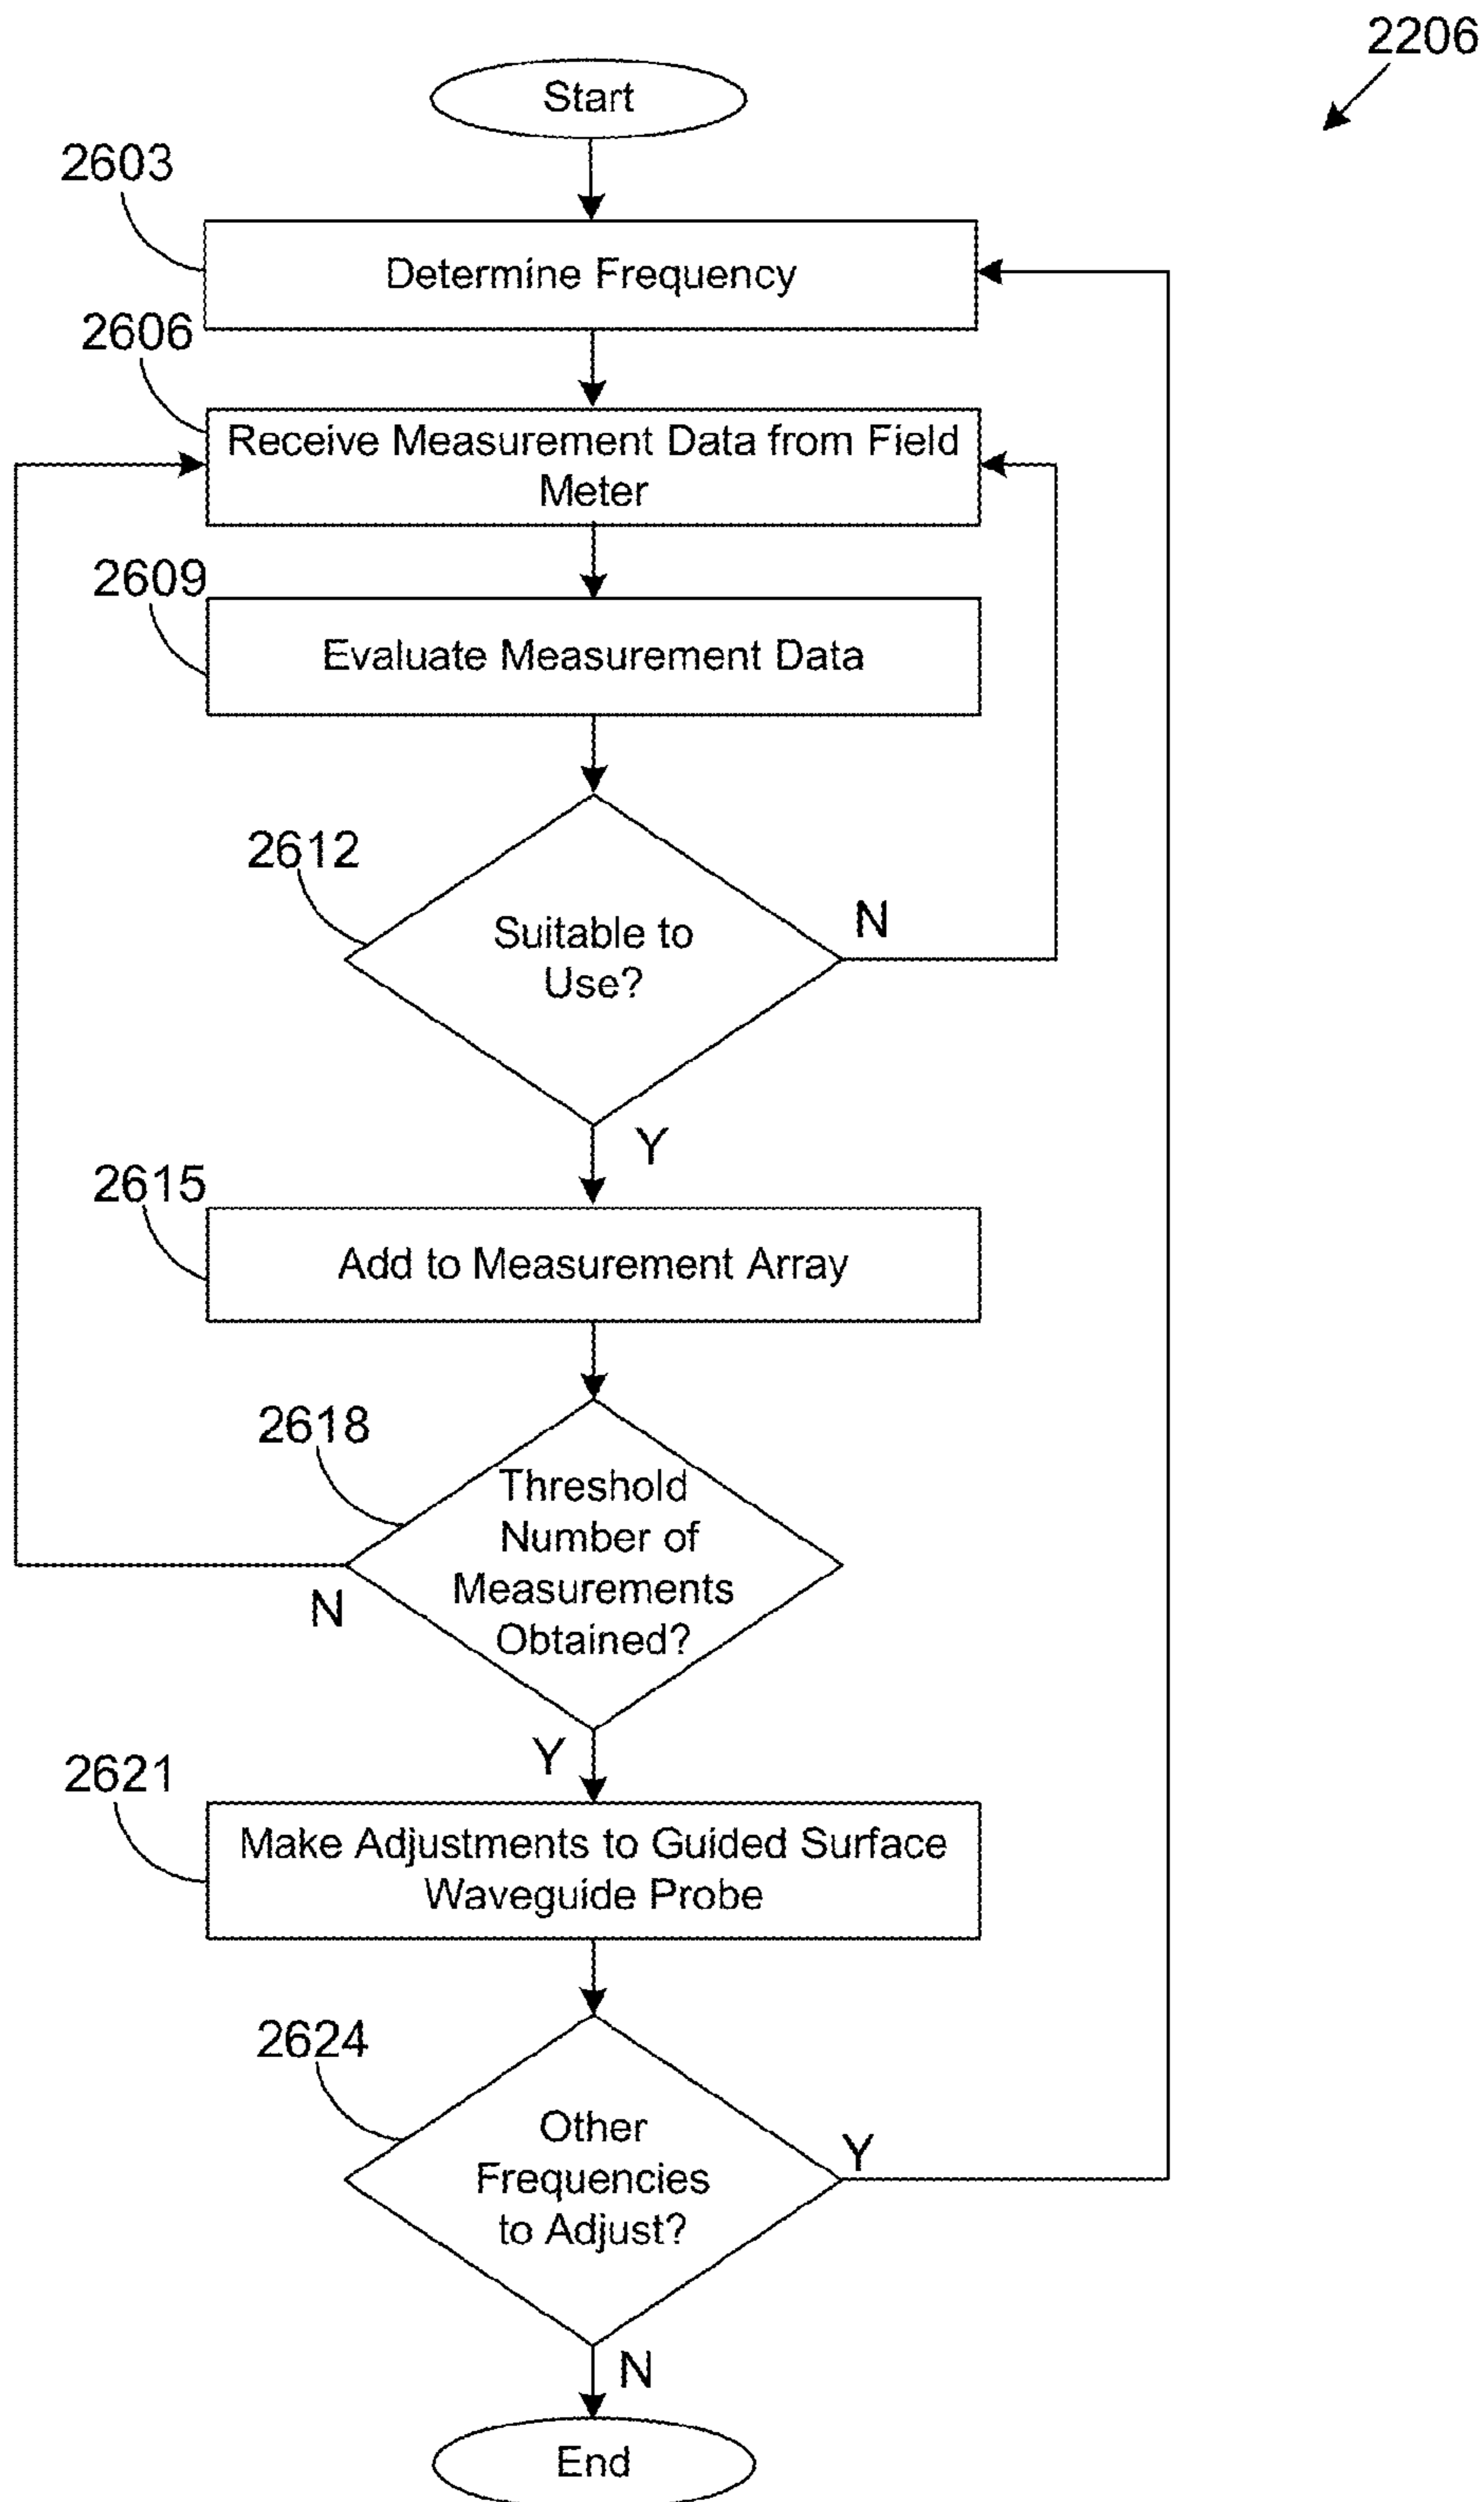 2206
Start
2603
Determine Frequency
2606
Receive Measurement Data from Field
Meter
2609
Evaluate Measurement Data
2612
Suitable to
Use?
N
Y
2615
Add to Measurement Array
2618
Threshold
Number of
Measurements
Obtained?
N
Y
2621
Make Adjustments to Guided Surface
Waveguide Probe
2624
Other
Frequencies
to Adjust?
Y
N
End